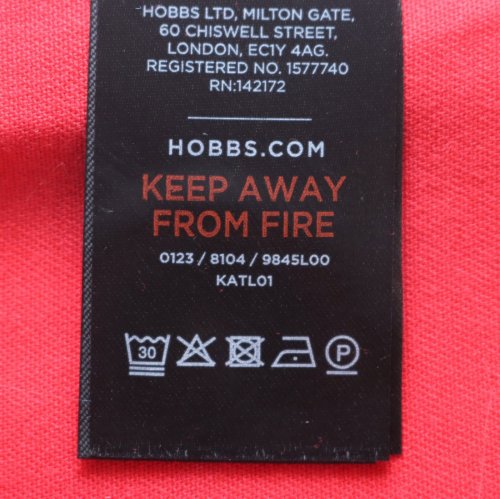 HOBBS LTD, MILTON GATE,
60 CHISWELL STREET,
LONDON, EC1Y 4AG.
REGISTERED NO. 1577740
RN:142172
HOBBS.COM
KEEP AWAY
FROM FIRE
0123 / 8104 / 9845L00
KATL01
30 P